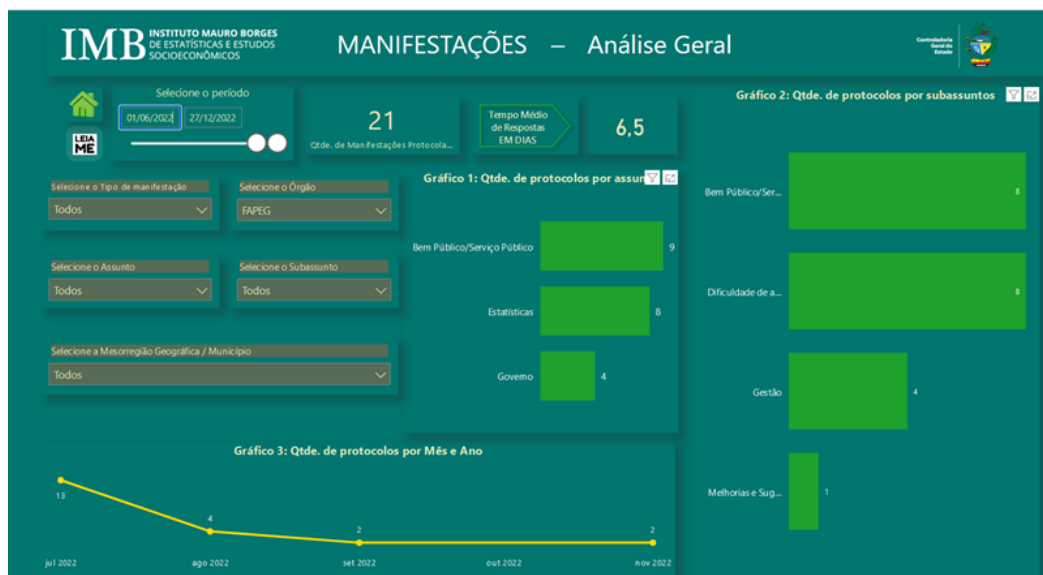 IMB
INSTITUTO MAURO BORGES
DE ESTATÍSTICAS E ESTUDOS
SOCIOECONÔMICOS
MANIFESTAÇÕES – Análise Geral
Controladoria
Geral do
Estado
Selecione o período
01/06/2022 27/12/2022
LEIA
ME
21
Qtde. de Manifestações Protocola...
Tempo Médio
de Respostas
EM DIAS
6,5
Selecione o Tipo de manifestação
Todos
Selecione o Órgão
FAPEG
Selecione o Assunto
Todos
Selecione o Subassunto
Todos
Selecione a Mesorregião Geográfica / Município
Todos
Gráfico 1: Qtde. de protocolos por assun
Bem Público/Serviço Público 9
Estatísticas 8
Governo 4
Gráfico 2: Qtde. de protocolos por subassuntos
Bem Público/Ser... 8
Dificuldade de a... 8
Gestão 4
Melhorias e Sug... 1
Gráfico 3: Qtde. de protocolos por Mês e Ano
13
4
2
2
jul 2022 ago 2022 set 2022 out 2022 nov 2022